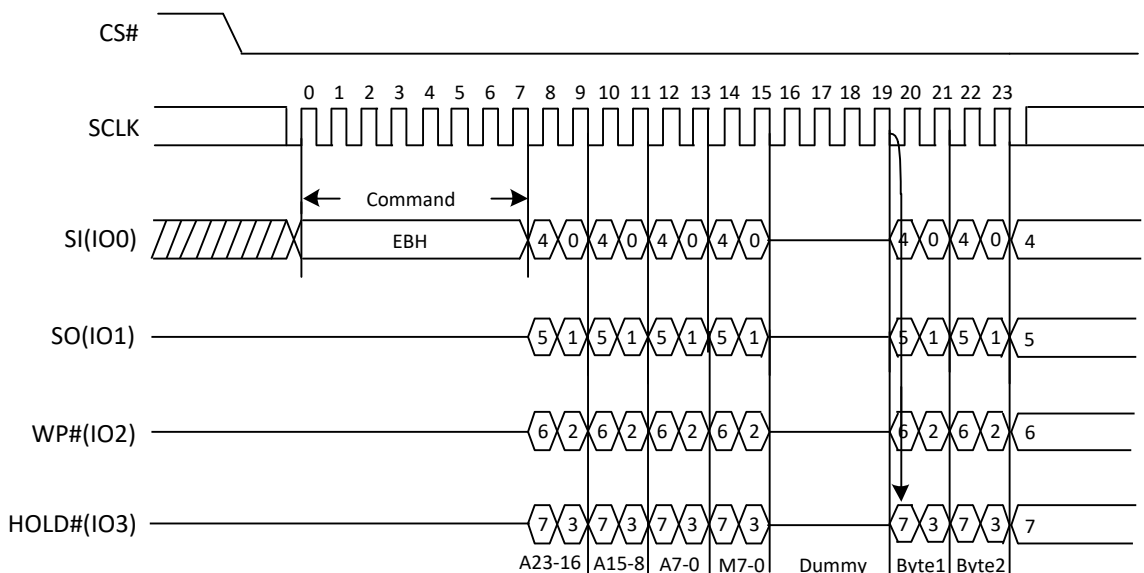 CS#
0 1 2 3 4 5 6 7 8 9 10 11 12 13 14 15 16 17 18 19 20 21 22 23
SCLK
Command
SI(IO0) EBH 4 0 4 0 4 0 4 0 4 0 4 0 4
SO(IO1) 5 1 5 1 5 1 5 1 5 1 5 1 5
WP#(IO2) 6 2 6 2 6 2 6 2 6 2 6 2 6
HOLD#(IO3) 7 3 7 3 7 3 7 3 7 3 7 3 7
A23-16 A15-8 A7-0 M7-0 Dummy Byte1 Byte2